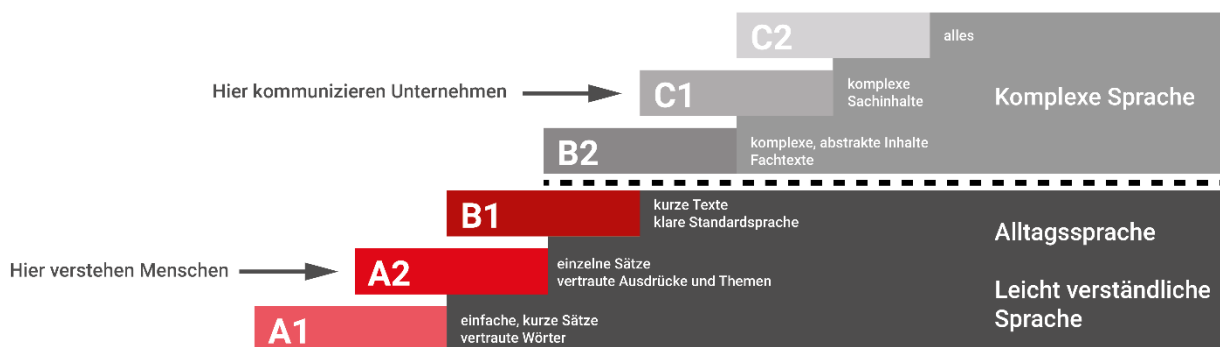 C2
alles
Hier kommunizieren Unternehmen
C1
komplexe
Sachinhalte
Komplexe Sprache
B2
komplexe, abstrakte Inhalte
Fachtexte
B1
kurze Texte
klare Standardsprache
Alltagssprache
Hier verstehen Menschen
A2
einzelne Sätze
vertraute Ausdrücke und Themen
Leicht verständliche
Sprache
A1
einfache, kurze Sätze
vertraute Wörter